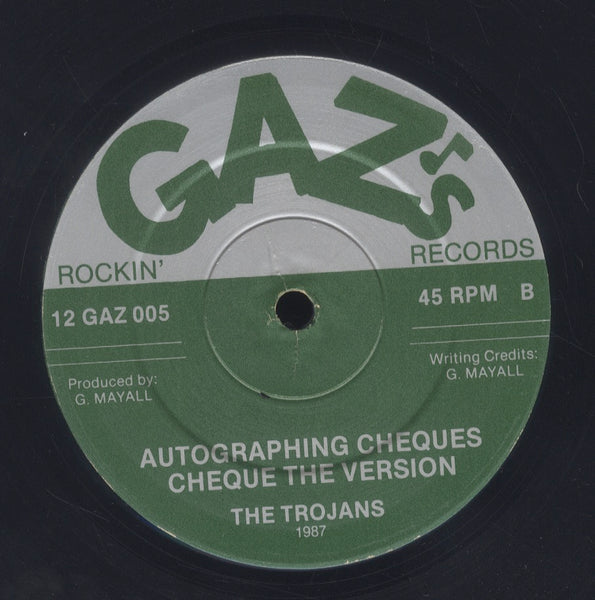 GAZ's
ROCKIN' RECORDS
12 GAZ 005 45 RPM B
Produced by:
G. MAYALL
Writing Credits:
G. MAYALL
AUTOGRAPHING CHEQUES
CHEQUE THE VERSION
THE TROJANS
1987